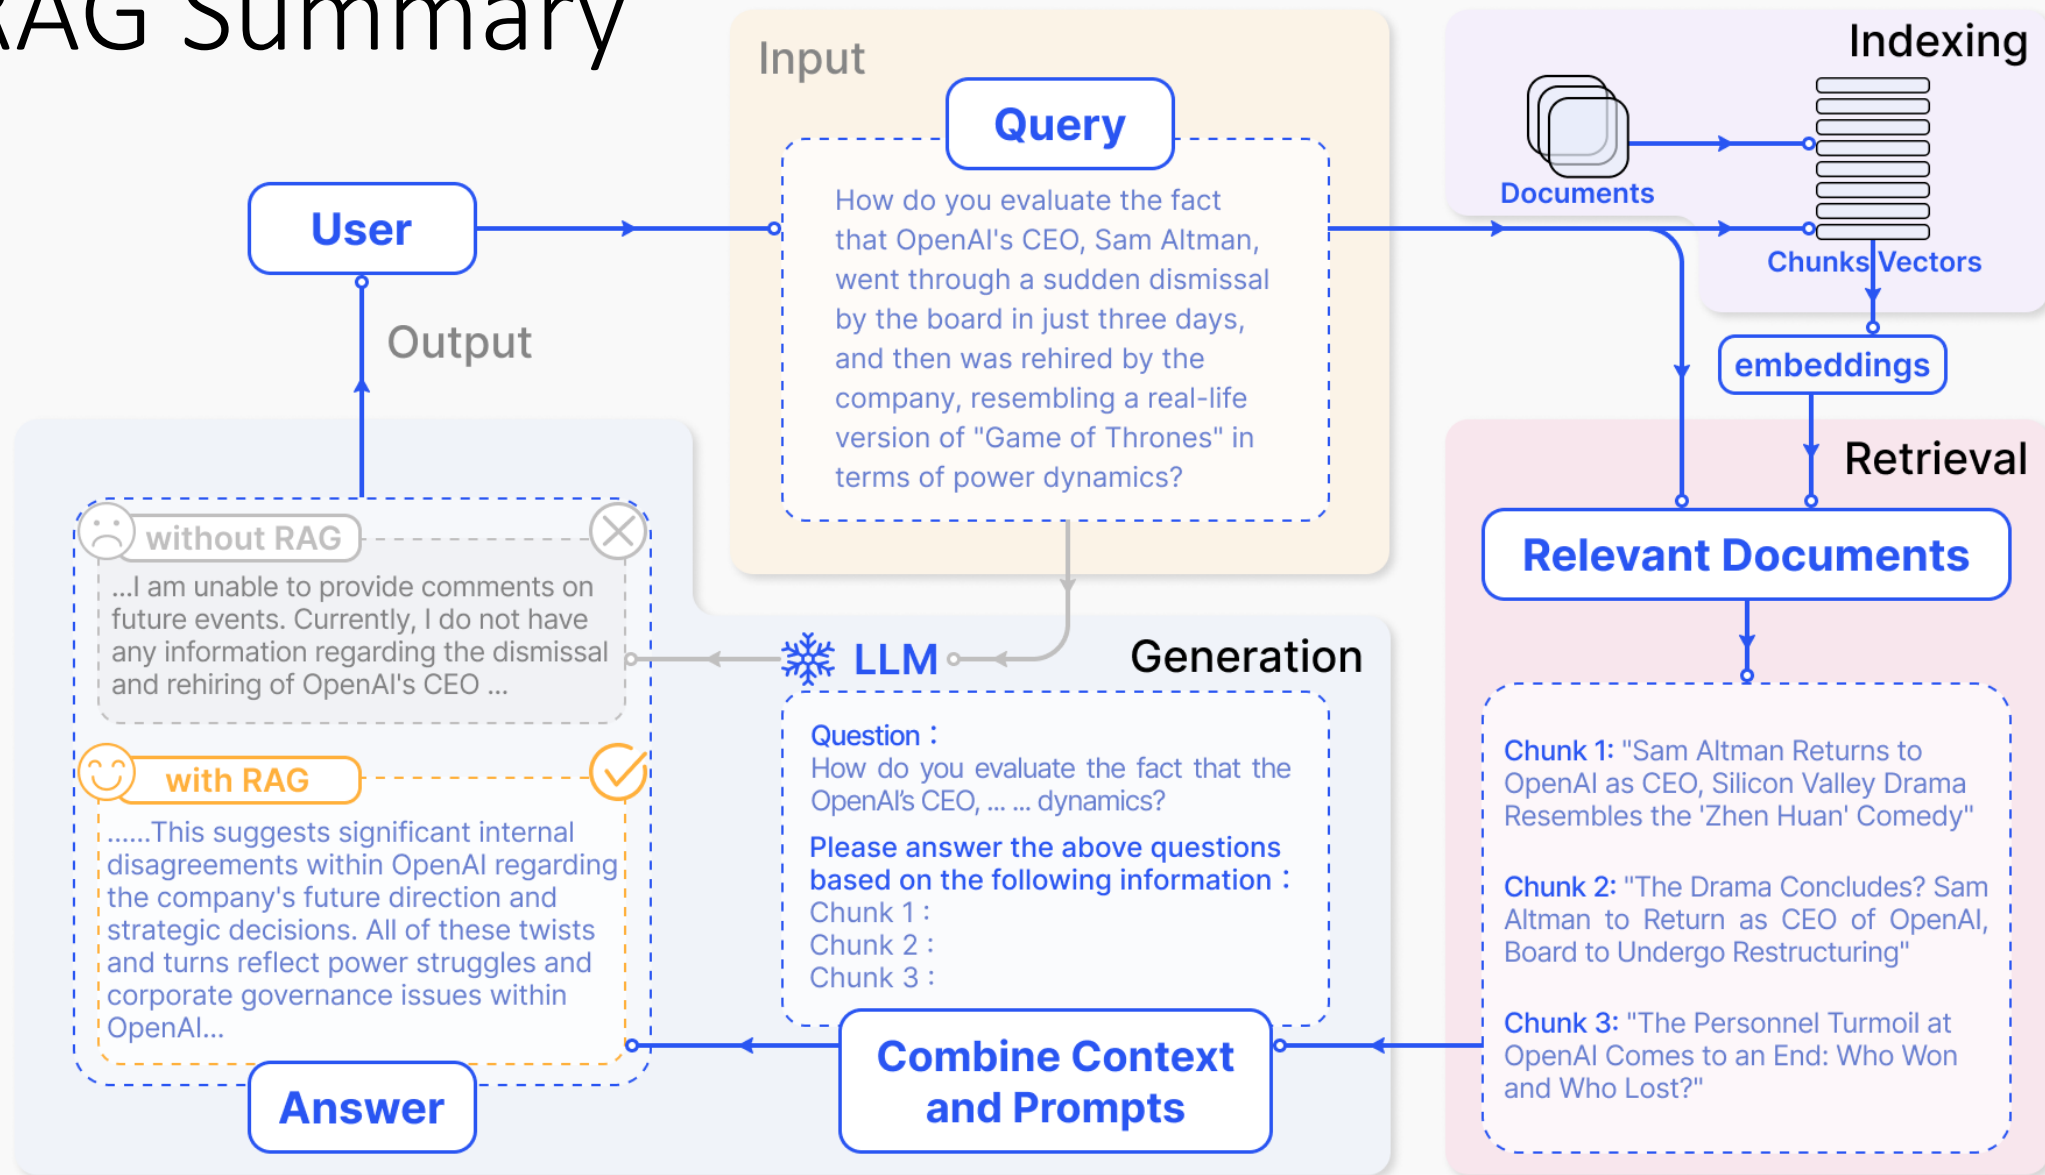 RAG Summary
Input
Query
How do you evaluate the fact
that OpenAI's CEO, Sam Altman,
went through a sudden dismissal
by the board in just three days,
and then was rehired by the
company, resembling a real-life
version of "Game of Thrones" in
terms of power dynamics?
Indexing
Documents
Chunks Vectors
embeddings
User
Output
Retrieval
Relevant Documents
Chunk 1: "Sam Altman Returns to
OpenAI as CEO, Silicon Valley Drama
Resembles the 'Zhen Huan' Comedy"
Chunk 2: "The Drama Concludes? Sam
Altman to Return as CEO of OpenAI,
Board to Undergo Restructuring"
Chunk 3: "The Personnel Turmoil at
OpenAI Comes to an End: Who Won
and Who Lost?"
Generation
LLM
Question :
How do you evaluate the fact that the
OpenAI's CEO, ... ... dynamics?
Please answer the above questions
based on the following information :
Chunk 1 :
Chunk 2 :
Chunk 3 :
Combine Context
and Prompts
without RAG
...I am unable to provide comments on
future events. Currently, I do not have
any information regarding the dismissal
and rehiring of OpenAI's CEO ...
with RAG
......This suggests significant internal
disagreements within OpenAI regarding
the company's future direction and
strategic decisions. All of these twists
and turns reflect power struggles and
corporate governance issues within
OpenAI...
Answer